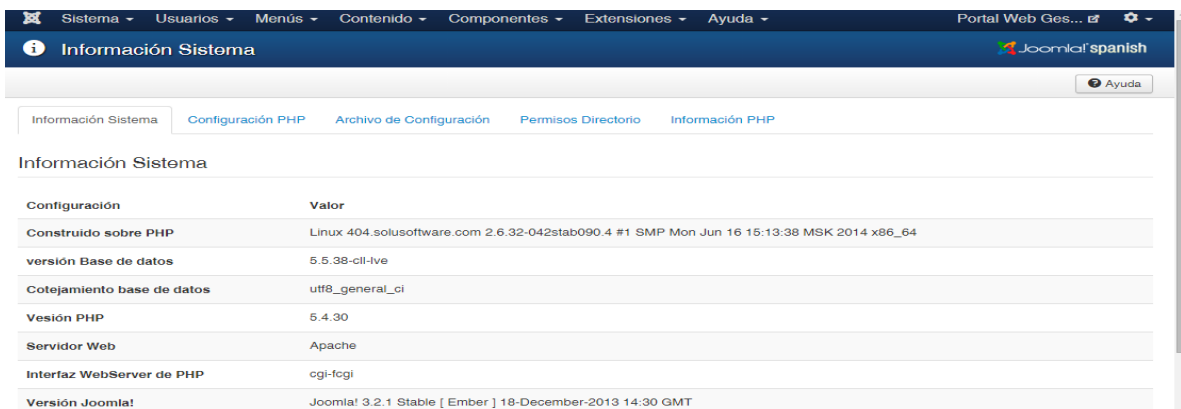 Sistema Usuarios Menús Contenido Componentes Extensiones Ayuda Portal Web Ges...
Información Sistema Joomla! spanish
Ayuda
Información Sistema Configuración PHP Archivo de Configuración Permisos Directorio Información PHP
Información Sistema
Configuración Valor
Construido sobre PHP Linux 404.solusoftware.com 2.6.32-042stab090.4 #1 SMP Mon Jun 16 15:13:38 MSK 2014 x86_64
versión Base de datos 5.5.38-cll-lve
Cotejamiento base de datos utf8_general_ci
Vesión PHP 5.4.30
Servidor Web Apache
Interfaz WebServer de PHP cgi-fcgi
Versión Joomla! Joomla! 3.2.1 Stable [ Ember ] 18-December-2013 14:30 GMT